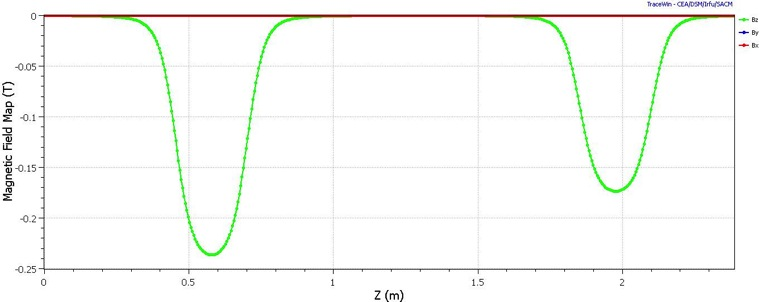 TraceWin - CEA/DSM/Irfu/SACM
Magnetic Field Map (T)
0
-0.05
-0.1
-0.15
-0.2
-0.25
0
0.5
1
1.5
2
Z (m)
Bz
By
Bx